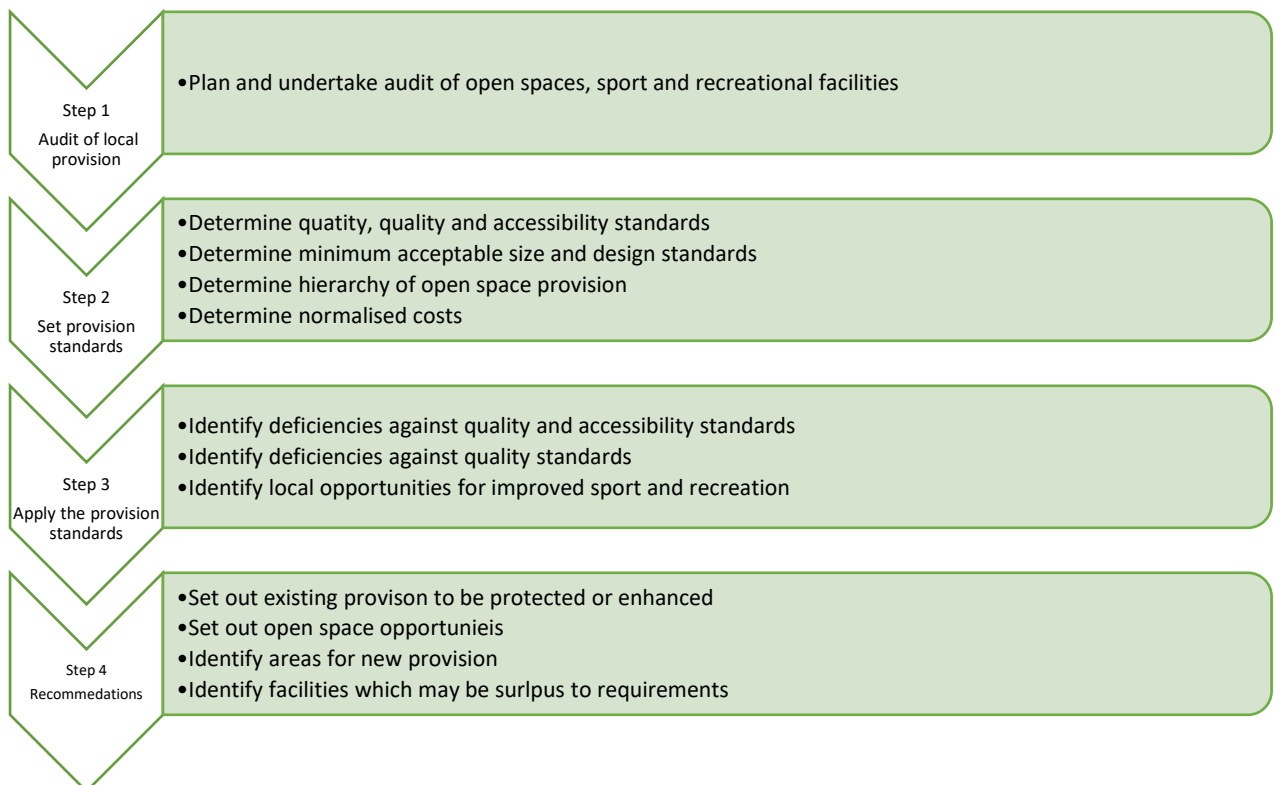 Step 1
Audit of local
provision
•Plan and undertake audit of open spaces, sport and recreational facilities
Step 2
Set provision
standards
•Determine quatity, quality and accessibility standards
•Determine minimum acceptable size and design standards
•Determine hierarchy of open space provision
•Determine normalised costs
Step 3
Apply the provision
standards
•Identify deficiencies against quality and accessibility standards
•Identify deficiencies against quality standards
•Identify local opportunities for improved sport and recreation
Step 4
Recommedations
•Set out existing provison to be protected or enhanced
•Set out open space opportunieis
•Identify areas for new provision
•Identify facilities which may be surlpus to requirements